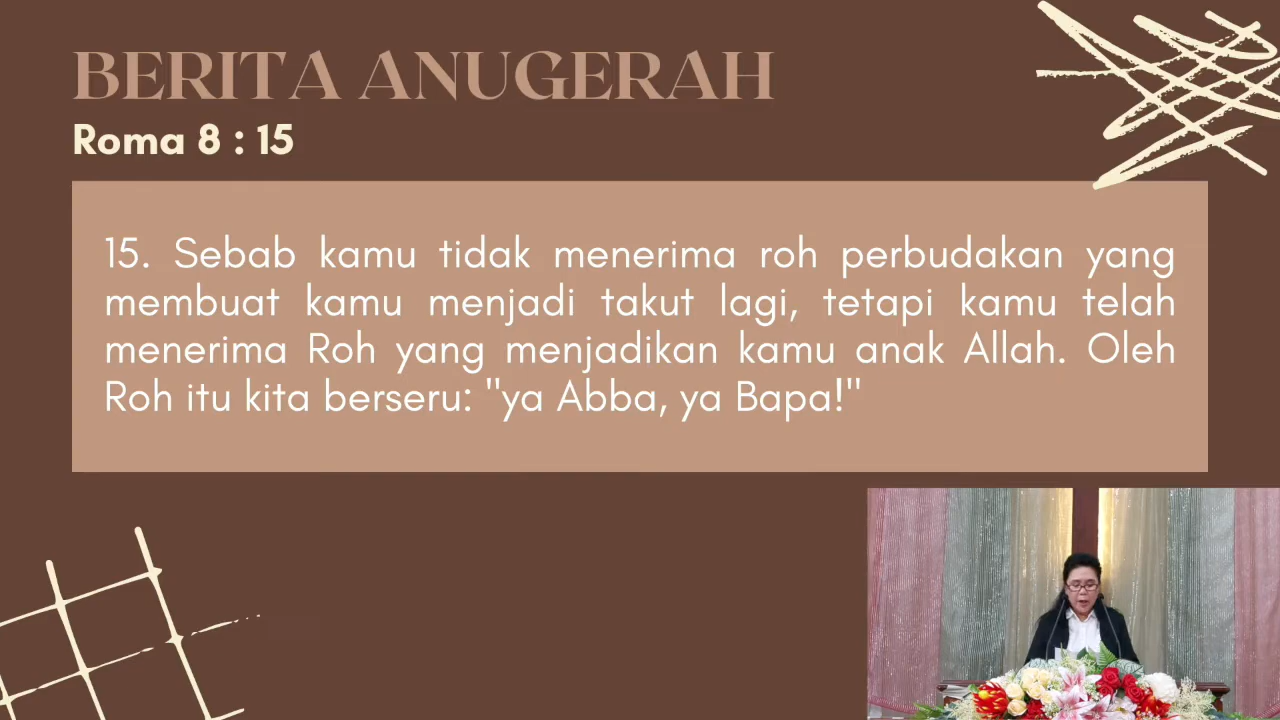 BERITA ANUGERAH
Roma 8 : 15
15. Sebab kamu tidak menerima roh perbudakan yang
membuat kamu menjadi takut lagi, tetapi kamu telah
menerima Roh yang menjadikan kamu anak Allah. Oleh
Roh itu kita berseru: "ya Abba, ya Bapa!"